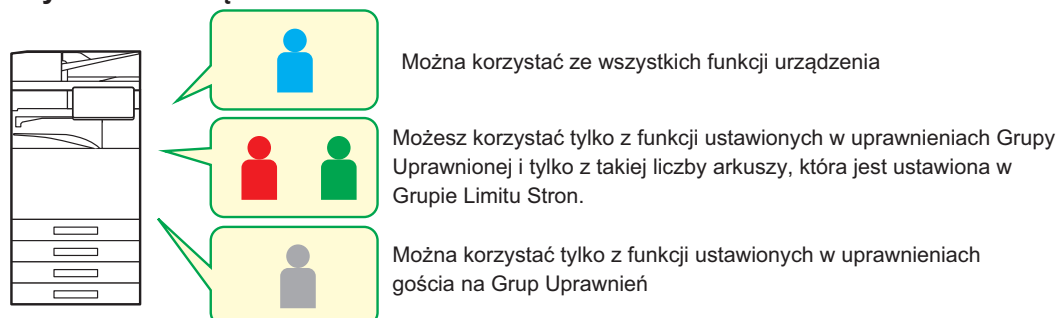 Można korzystać ze wszystkich funkcji urządzenia
Możesz korzystać tylko z funkcji ustawionych w uprawnieniach Grupy
Uprawnionej i tylko z takiej liczby arkuszy, która jest ustawiona w
Grupie Limitu Stron.
Można korzystać tylko z funkcji ustawionych w uprawnieniach
gościa na Grup Uprawnień